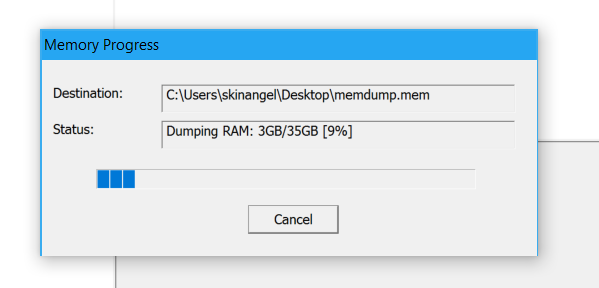 Memory Progress
Destination: C:\Users\skinangel\Desktop\memdump.mem
Status: Dumping RAM: 3GB/35GB [9%]
Cancel